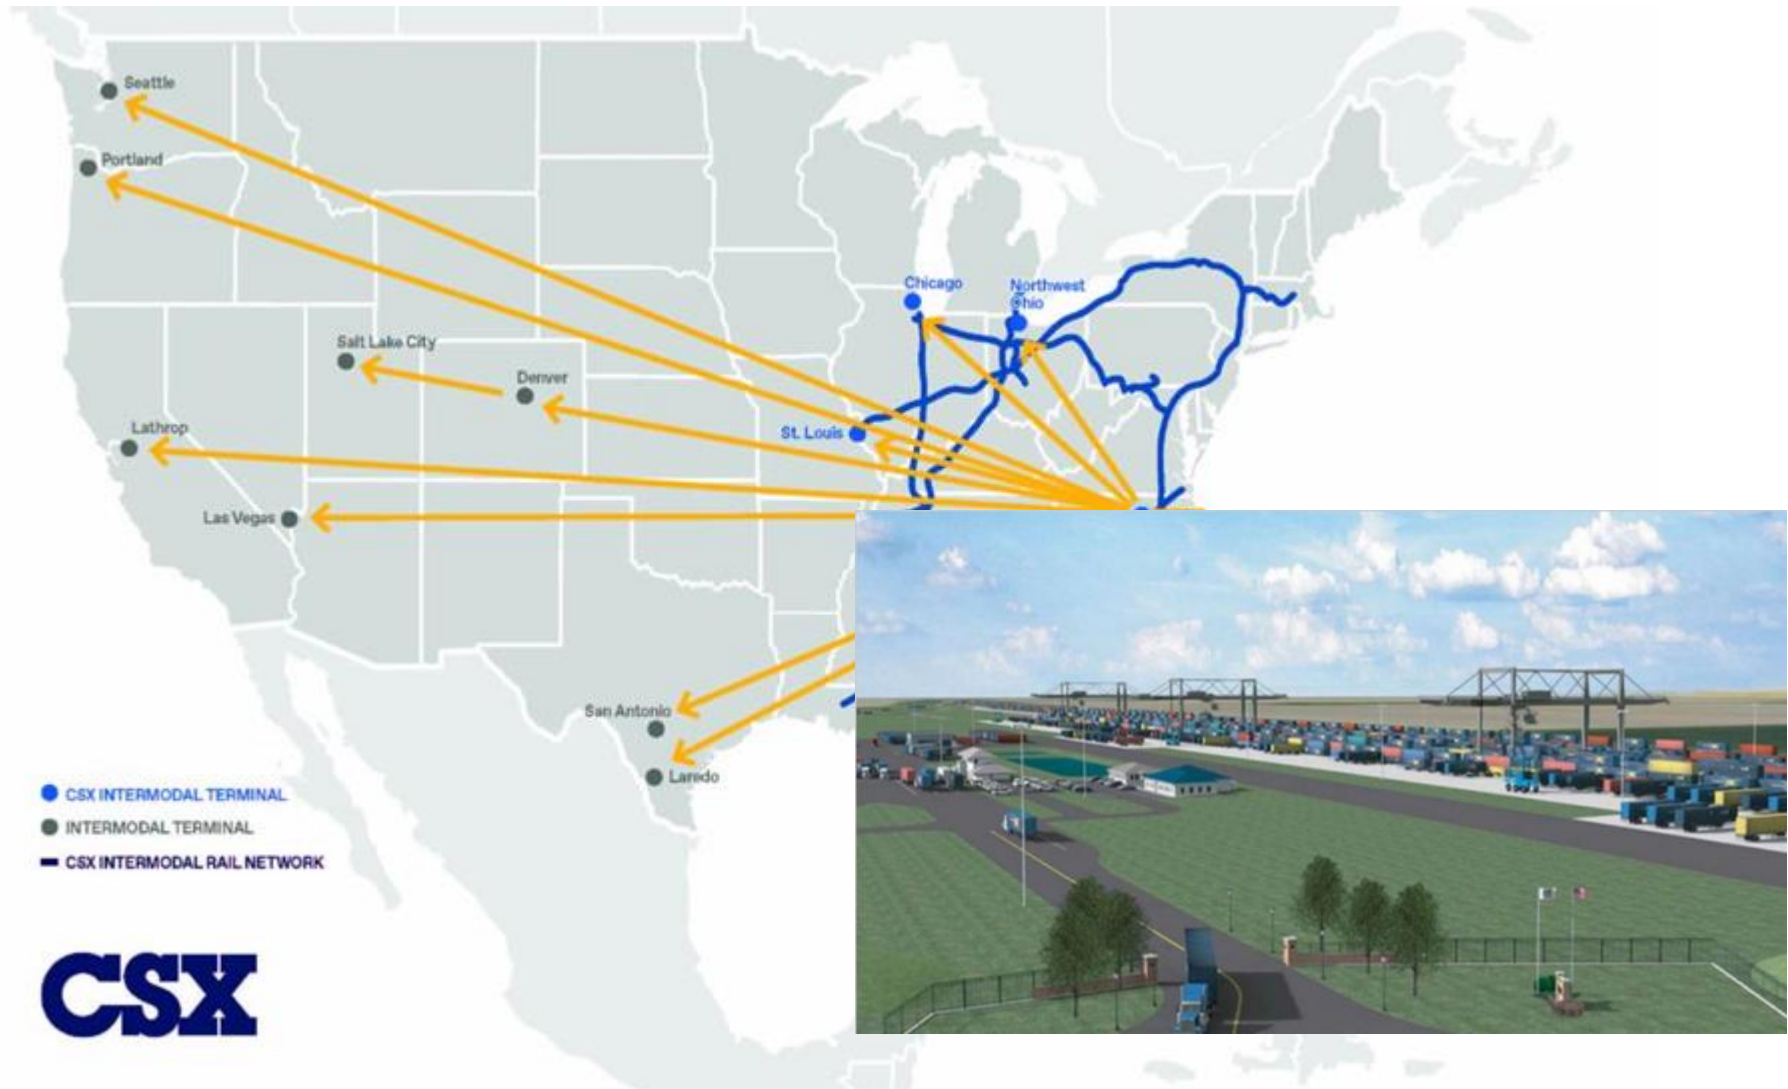 Seattle
Portland
Chicago
Northwest
Ohio
Salt Lake City
Denver
Lathrop
St. Louis
Las Vegas
San Antonio
Laredo
CSX INTERMODAL TERMINAL
INTERMODAL TERMINAL
CSX INTERMODAL RAIL NETWORK
CSX